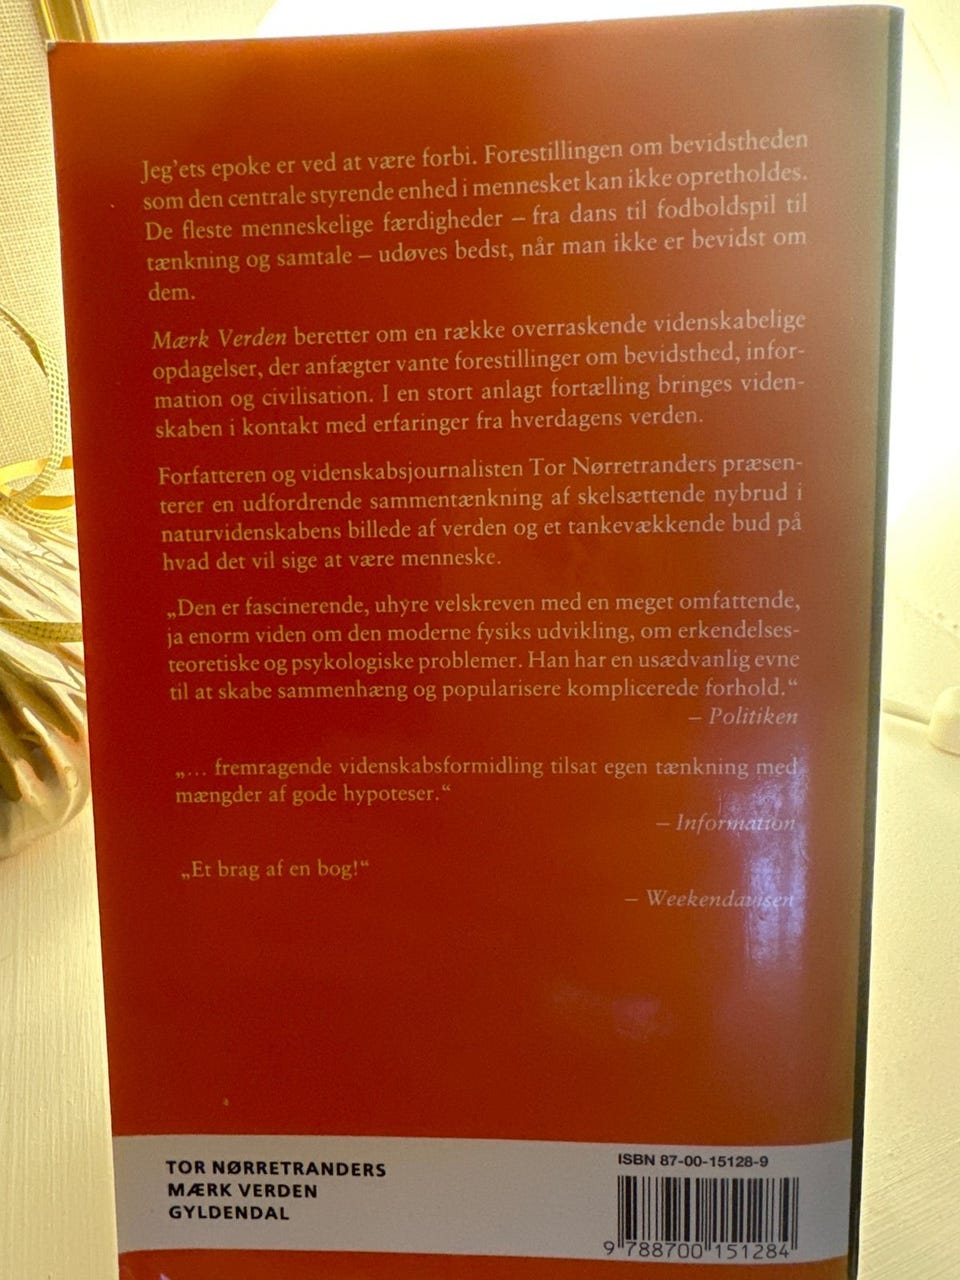 Jeg'ets epoke er ved at være forbi. Forestillingen om bevidstheden
som den centrale styrende enhed i mennesket kan ikke opretholdes.
De fleste menneskelige færdigheder – fra dans til fodboldspil til
tænkning og samtale – udøves bedst, når man ikke er bevidst om
dem.
Mærk Verden beretter om en række overraskende videnskabelige
opdagelser, der anfægter vante forestillinger om bevidsthed, infor-
mation og civilisation. I en stort anlagt fortælling bringes viden-
skaben i kontakt med erfaringer fra hverdagens verden.
Forfatteren og videnskabsjournalisten Tor Nørretranders præsen-
terer en udfordrende sammentænkning af skelsættende nybrud i
naturvidenskabens billede af verden og et tankevækkende bud på
hvad det vil sige at være menneske.
„Den er fascinerende, uhyre velskreven med en meget omfattende,
ja enorm viden om den moderne fysiks udvikling, om erkendelses-
teoretiske og psykologiske problemer. Han har en usædvanlig evne
til at skabe sammenhæng og popularisere komplicerede forhold.“
– Politiken
„... fremragende videnskabsformidling tilsat egen tænkning med
mængder af gode hypoteser.“
– Information
„Et brag af en bog!“
– Weekendavisen
TOR NØRRETRANDERS
MÆRK VERDEN
GYLDENDAL
ISBN 87-00-15128-9
9 788700 151284